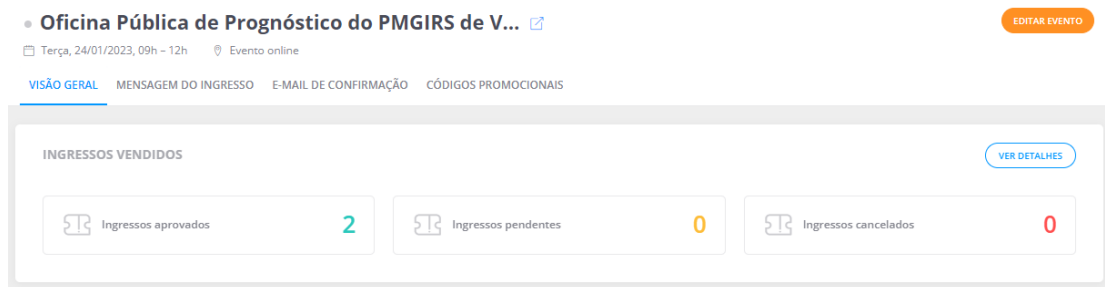 Oficina Pública de Prognóstico do PMGIRS de V...
EDITAR EVENTO
Terça, 24/01/2023, 09h – 12h Evento online
VISÃO GERAL MENSAGEM DO INGRESSO E-MAIL DE CONFIRMAÇÃO CÓDIGOS PROMOCIONAIS
INGRESSOS VENDIDOS
VER DETALHES
Ingressos aprovados 2 Ingressos pendentes 0 Ingressos cancelados 0